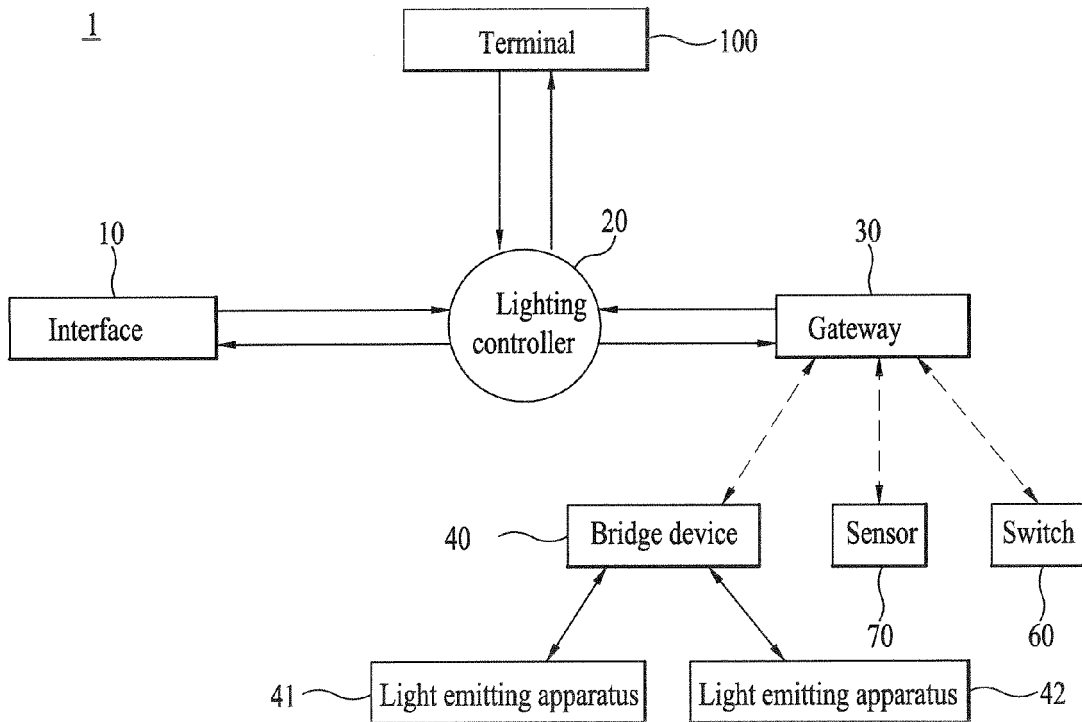 1
Terminal
100
10
20
30
Interface
Lighting
controller
Gateway
40
Bridge device
Sensor
Switch
70
60
41
Light emitting apparatus
Light emitting apparatus
42